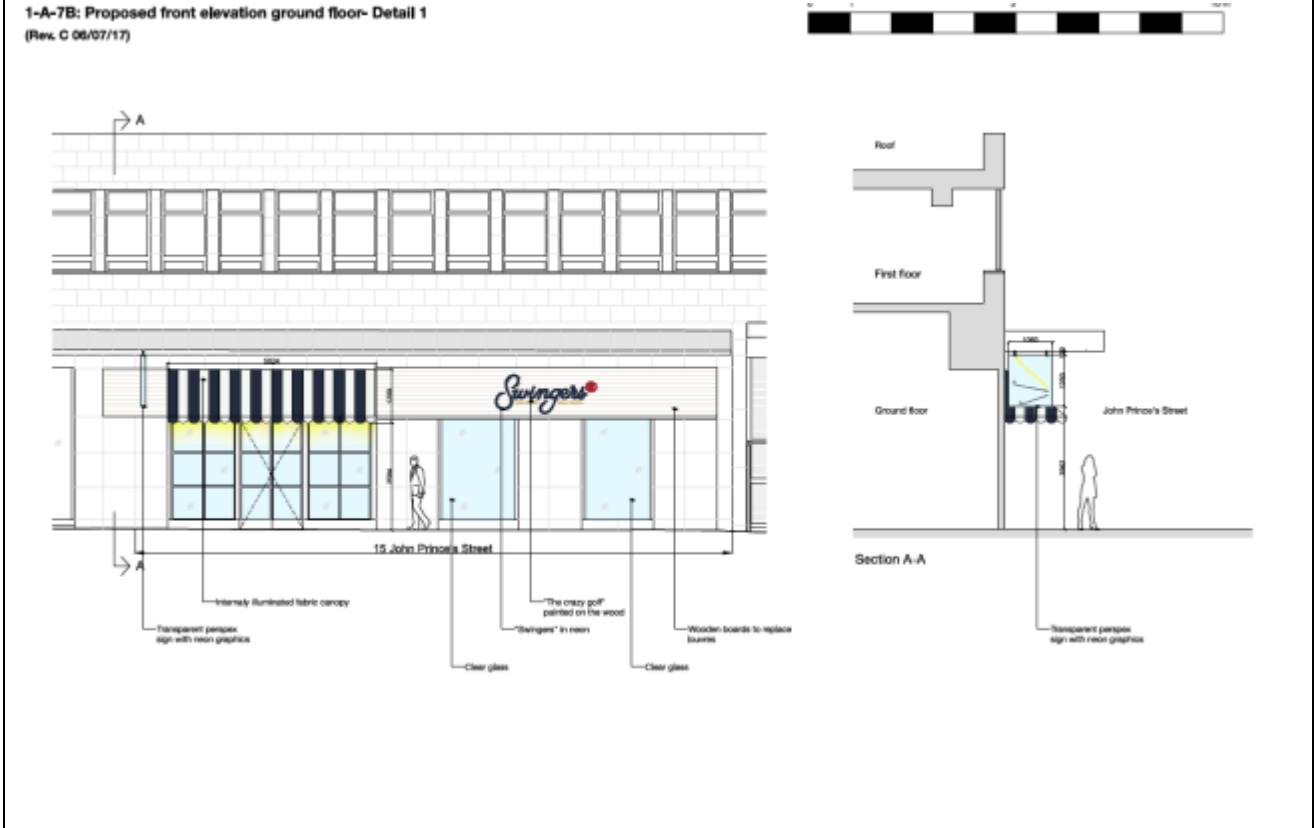 1-A-7B: Proposed front elevation ground floor- Detail 1
(Rev. C 06/07/17)
A
Roof
First floor
Ground floor
John Prince's Street
1060
Swingers
15 John Prince's Street
A
Section A-A
Internaly illuminated fabric canopy
"The crazy golf"
painted on the wood
Transparent perspex
sign with neon graphics
"Swingers" in neon
Wooden boards to replace
louvres
Transparent perspex
sign with neon graphics
Clear glass
Clear glass